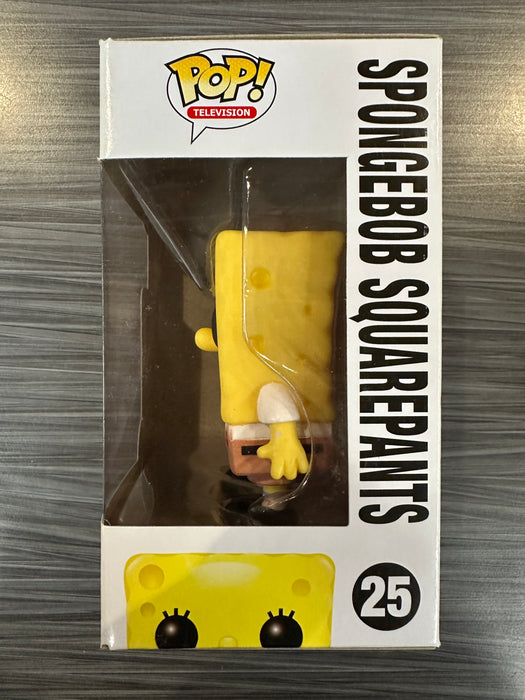 POP!
TELEVISION
SPONGEBOB SQUAREPANTS
25